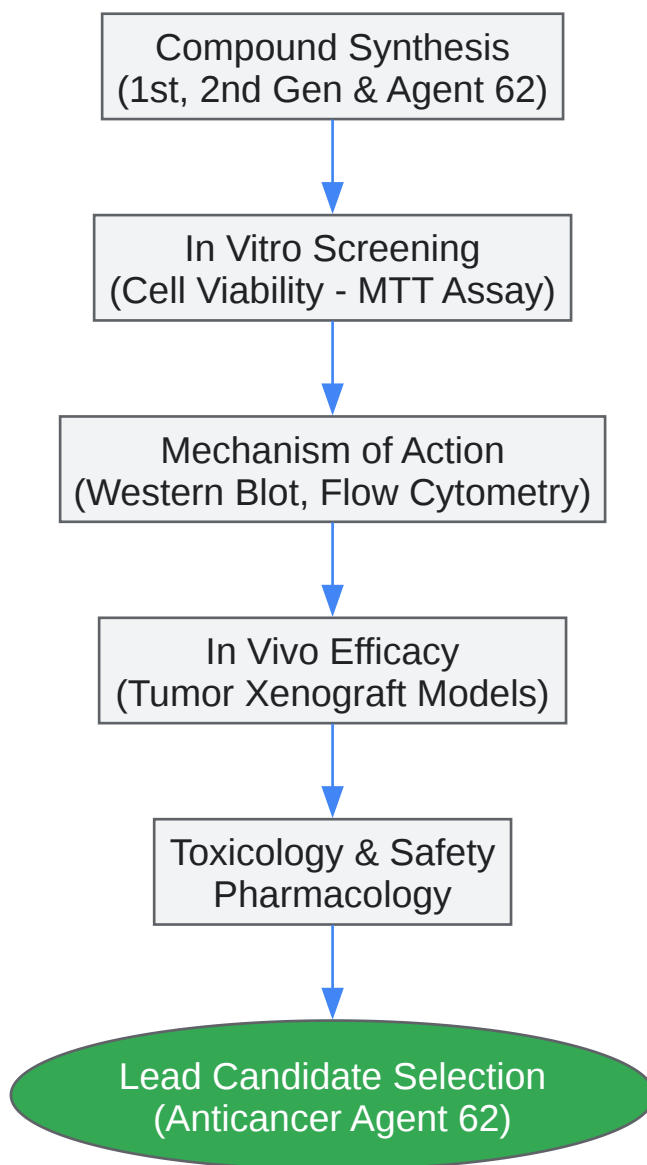 Compound Synthesis
(1st, 2nd Gen & Agent 62)
In Vitro Screening
(Cell Viability - MTT Assay)
Mechanism of Action
(Western Blot, Flow Cytometry)
In Vivo Efficacy
(Tumor Xenograft Models)
Toxicology & Safety
Pharmacology
Lead Candidate Selection
(Anticancer Agent 62)